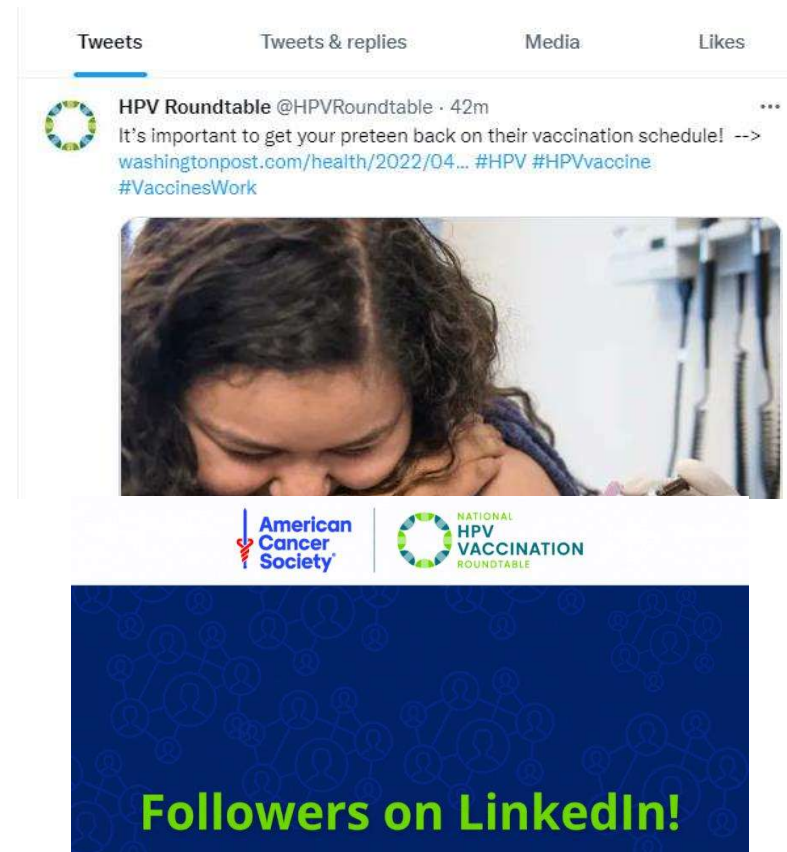 Tweets Tweets & replies Media Likes
HPV Roundtable @HPVRoundtable · 42m
It's important to get your preteen back on their vaccination schedule! -->
washingtonpost.com/health/2022/04... #HPV #HPVvaccine
#VaccinesWork
American
Cancer
Society®
NATIONAL
HPV
VACCINATION
ROUNDTABLE
Followers on LinkedIn!